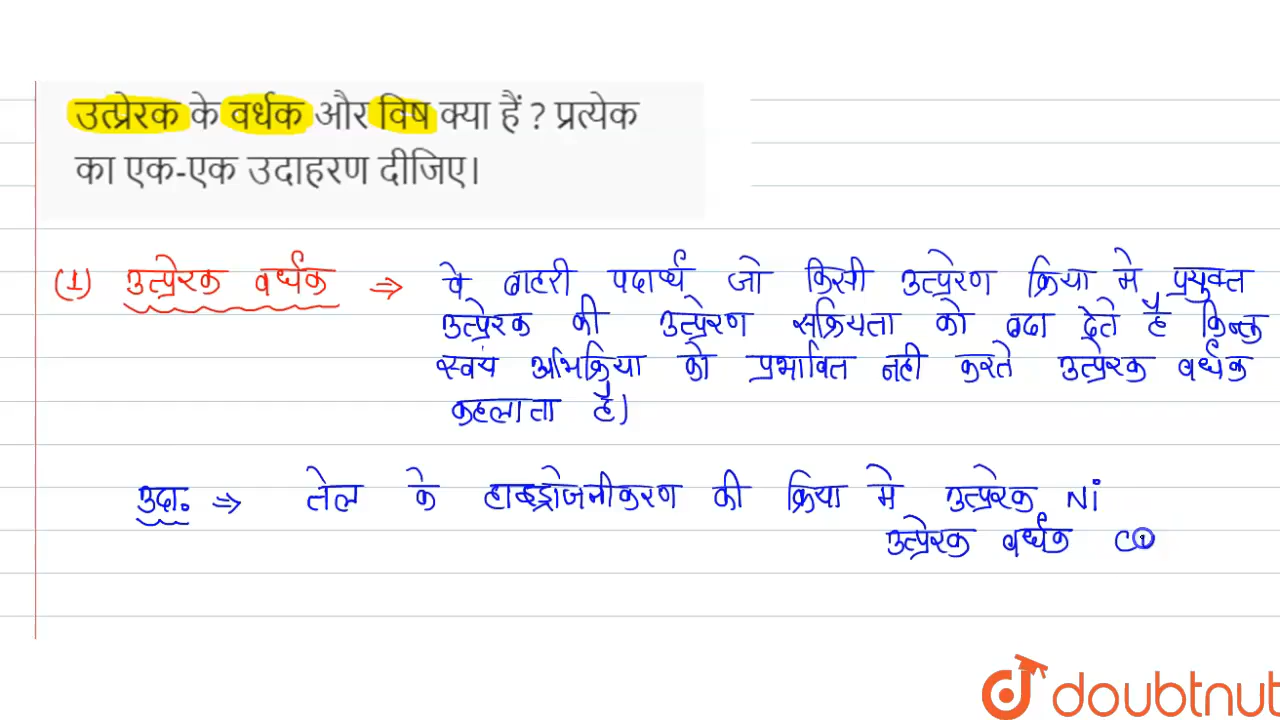 उत्प्रेरक के वर्धक और विष क्या हैं ? प्रत्येक
का एक-एक उदाहरण दीजिए।
(1) उत्प्रेरक वर्धक ⇒ वे बाहरी पदार्थ जो किसी उत्प्रेरण क्रिया मे प्रयुक्त
उत्प्रेरक की उत्प्रेरण सक्रियता को बढा देते है किन्तु
स्वयं अभिक्रिया को प्रभावित नही करते उत्प्रेरक वर्धक
कहलाता है।
उदा. ⇒ तेल के हाइड्रोजनीकरण की क्रिया मे उत्प्रेरक Ni
उत्प्रेरक वर्धक
doubtnut